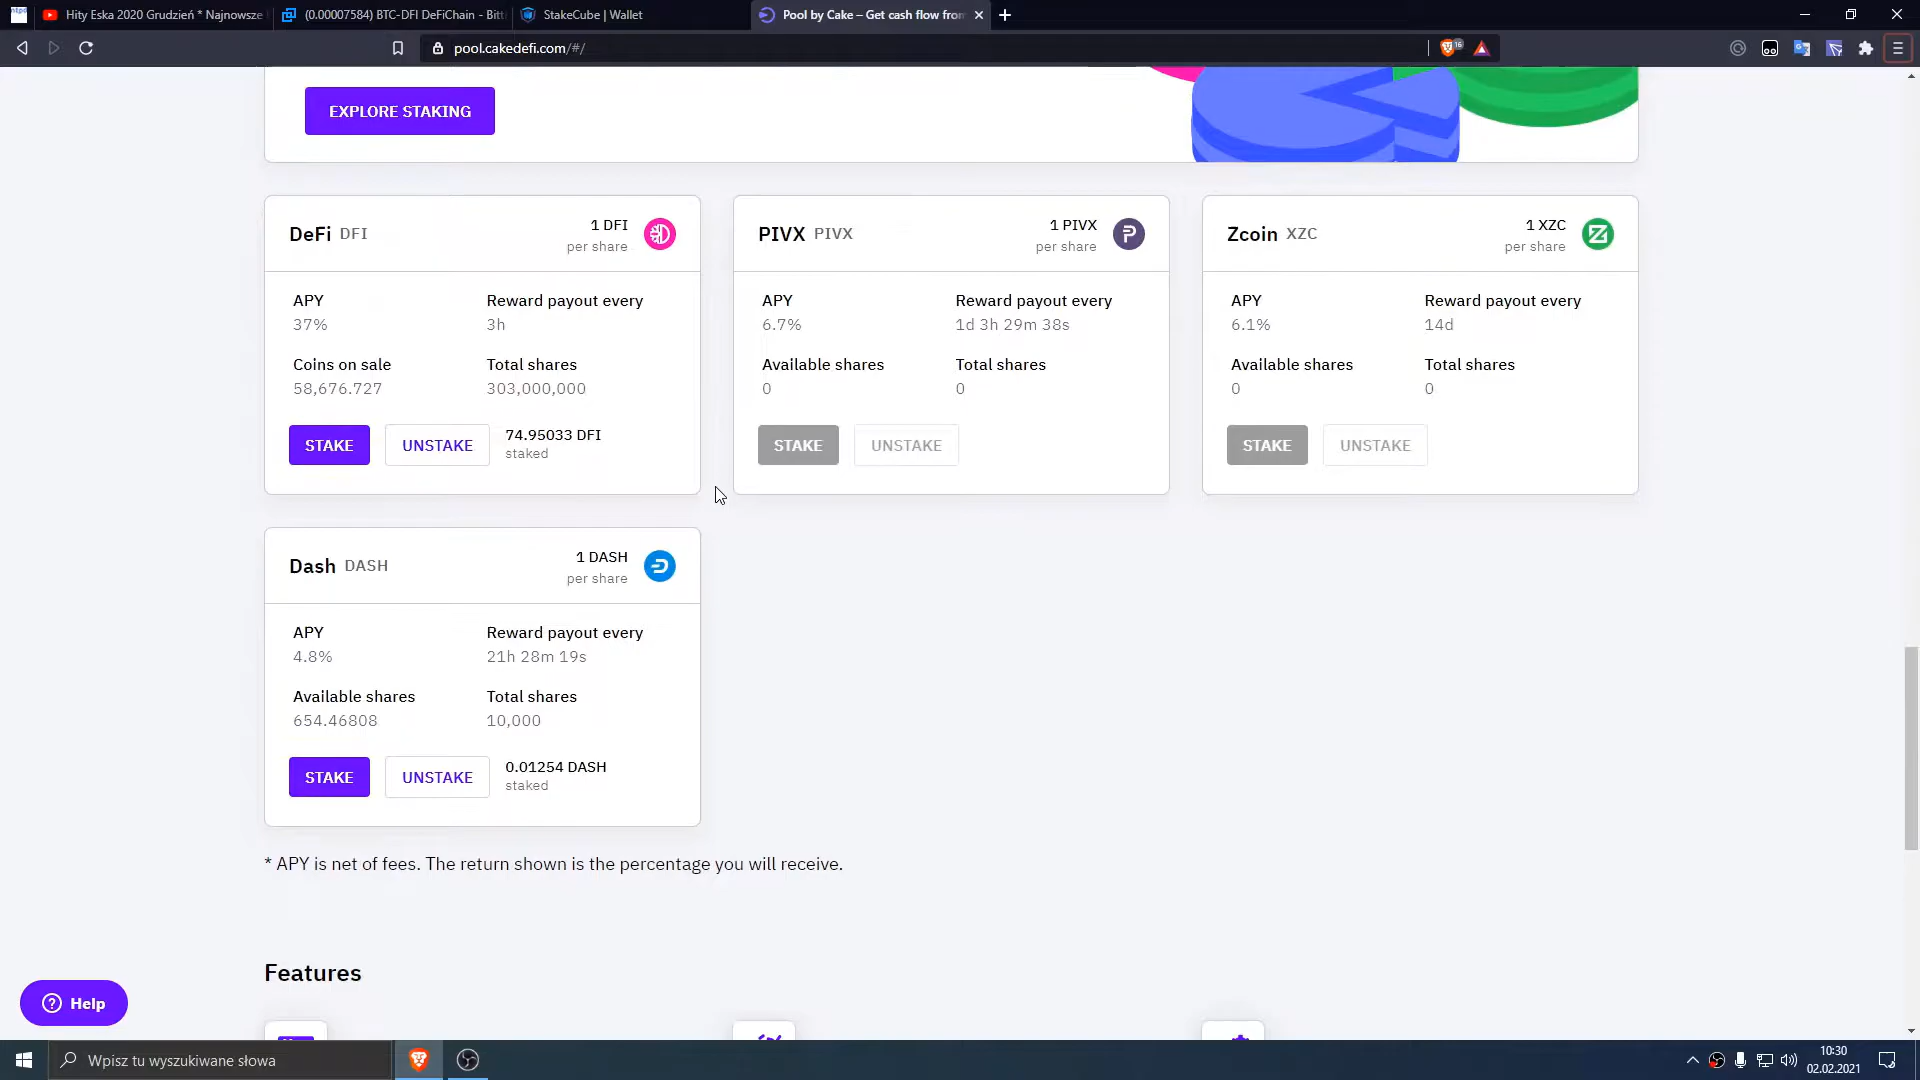 Hity Eska 2020 Grudzień * Najnowsze
(0.00007584) BTC-DFI DeFiChain - Bitt
StakeCube | Wallet
Pool by Cake – Get cash flow from
pool.cakedefi.com/#/
16
EXPLORE STAKING
DeFi DFI
1 DFI
per share
APY
37%
Reward payout every
3h
Coins on sale
58,676.727
Total shares
303,000,000
STAKE
UNSTAKE
74.95033 DFI
staked
PIVX PIVX
1 PIVX
per share
APY
6.7%
Reward payout every
1d 3h 29m 38s
Available shares
0
Total shares
0
STAKE
UNSTAKE
Zcoin XZC
1 XZC
per share
APY
6.1%
Reward payout every
14d
Available shares
0
Total shares
0
STAKE
UNSTAKE
Dash DASH
1 DASH
per share
APY
4.8%
Reward payout every
21h 28m 19s
Available shares
654.46808
Total shares
10,000
STAKE
UNSTAKE
0.01254 DASH
staked
* APY is net of fees. The return shown is the percentage you will receive.
Features
Help
Wpisz tu wyszukiwane słowa
10:30
02.02.2021